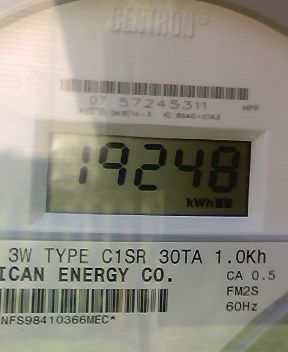 CENTRON®
07 57245311 HPP
19248
kWh
3W TYPE C1SR 30TA 1.0Kh
ICAN ENERGY CO.
CA 0.5
FM2S
60Hz
NFS98410366MEC*